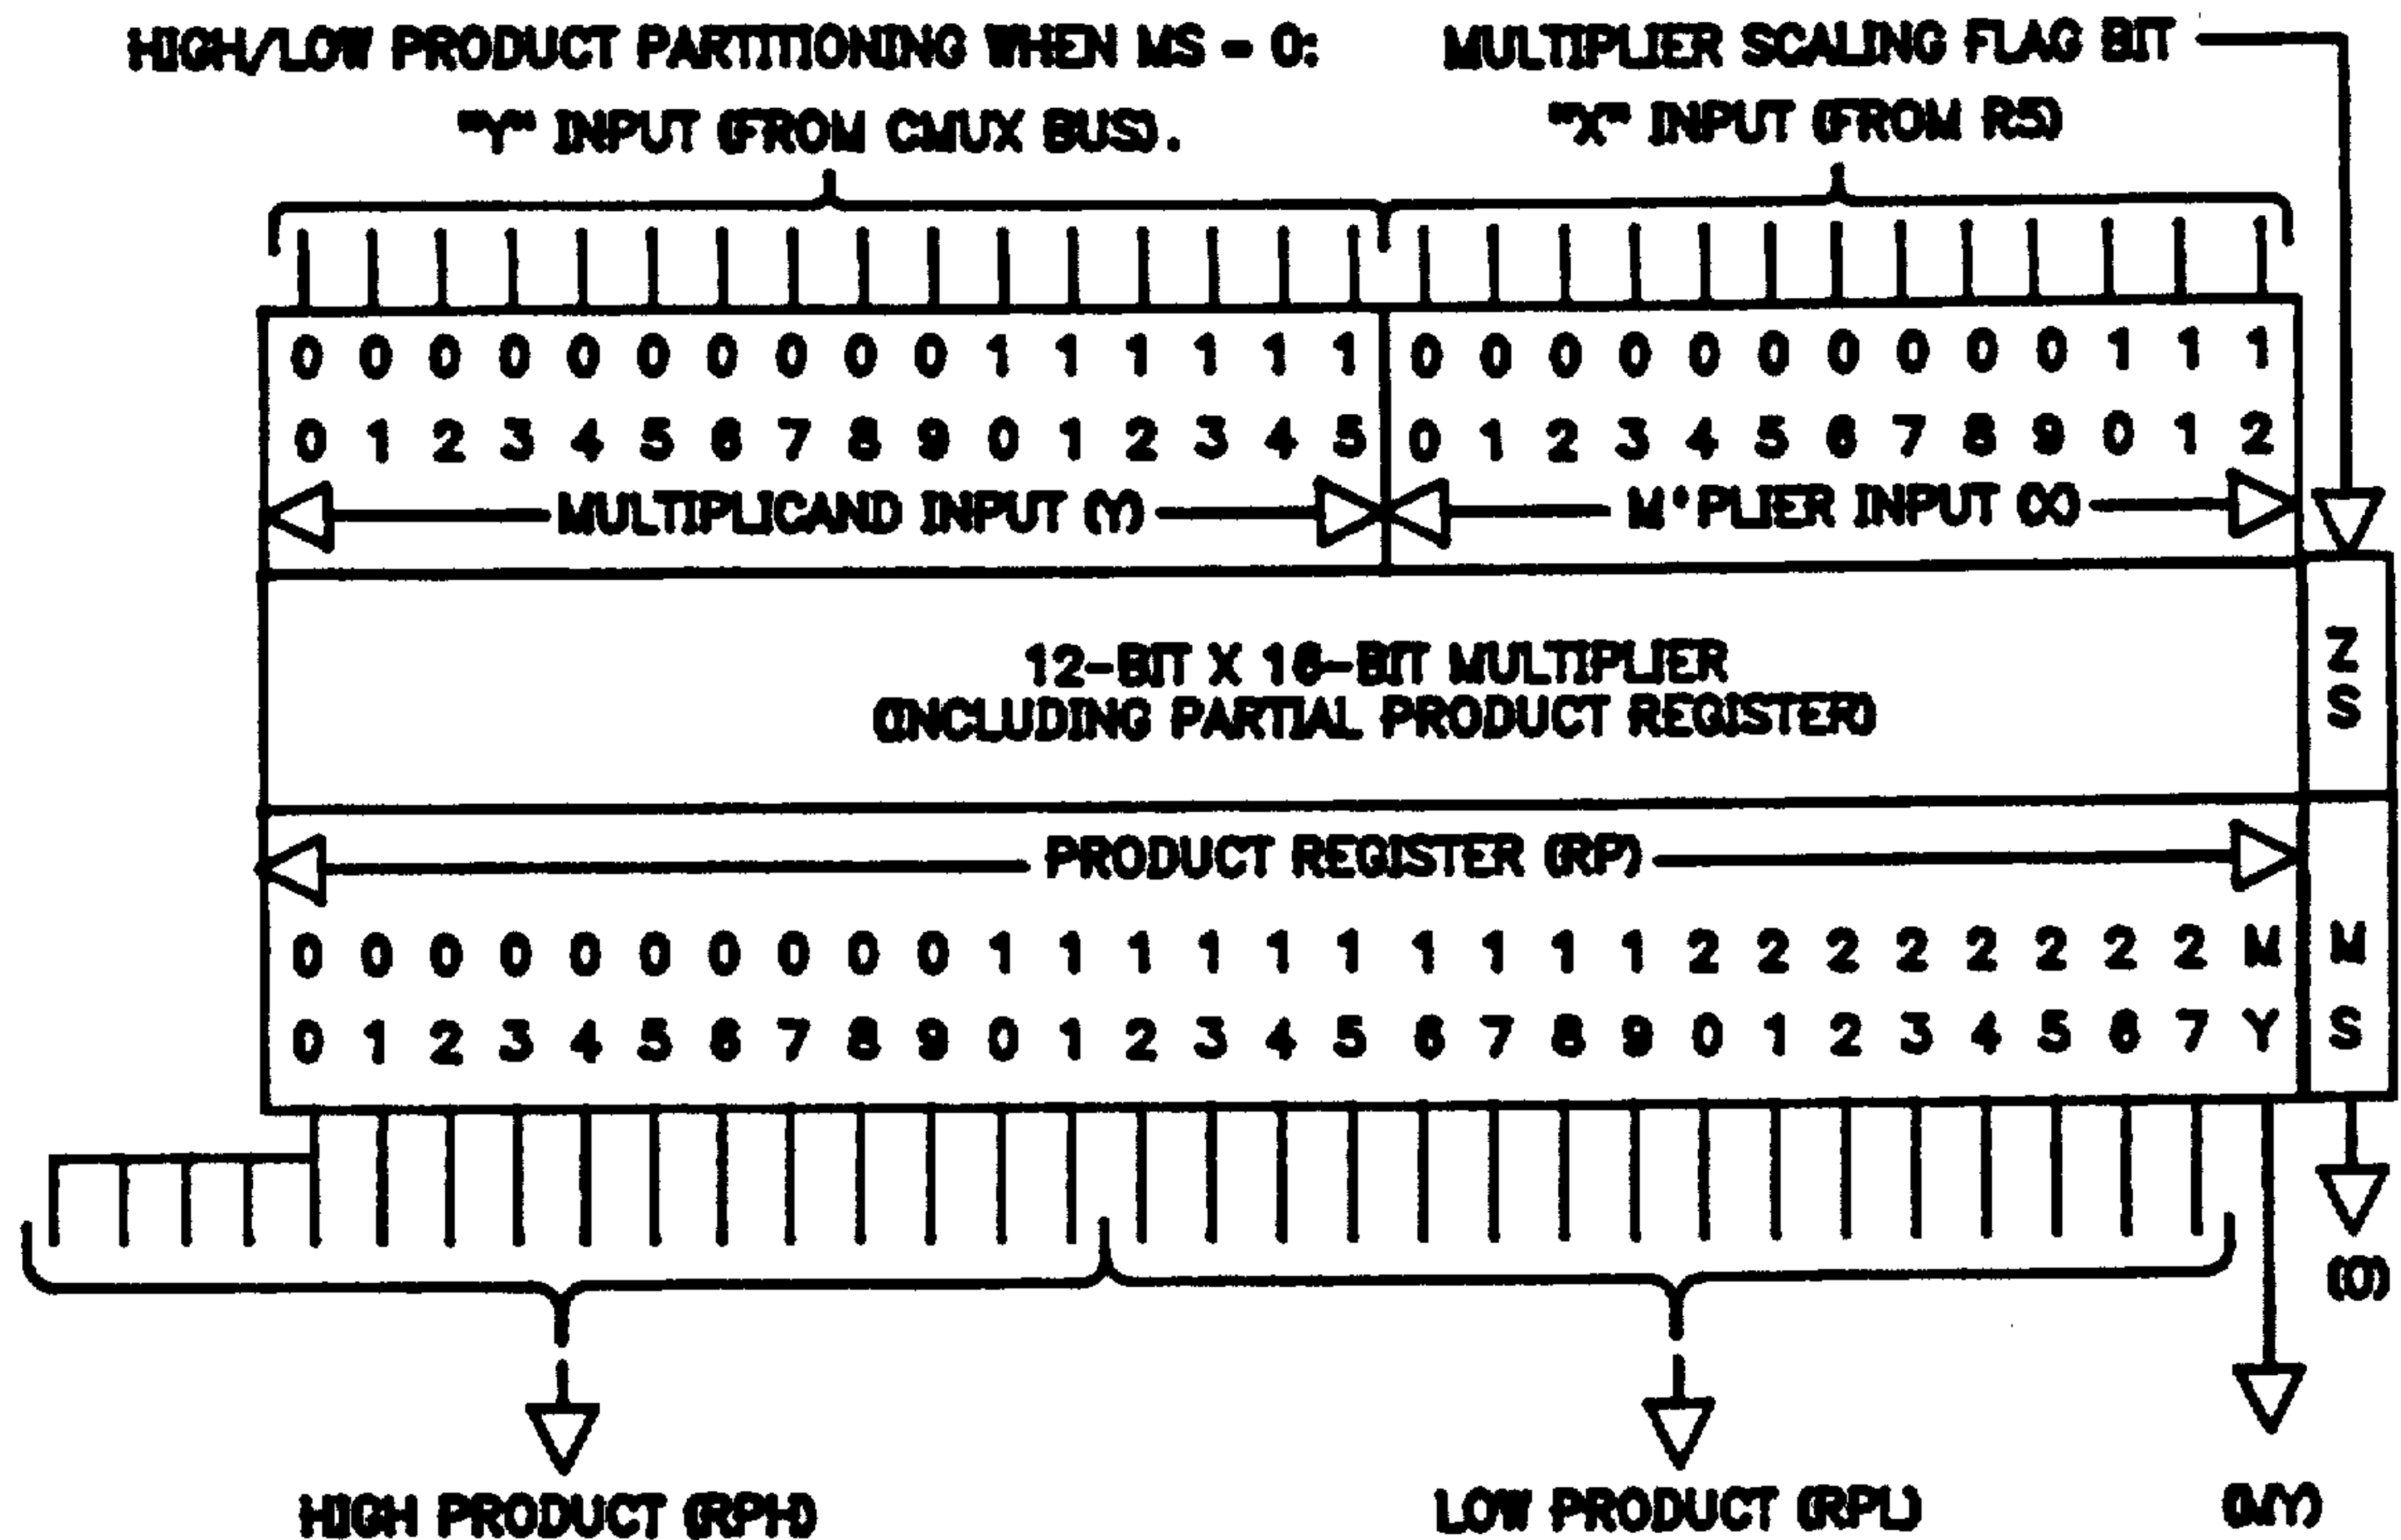 HIGH/LOW PRODUCT PARTITIONING WHEN MS = 0: MULTIPLIER SCALING FLAG BIT
"Y" INPUT (FROM CMUX BUS). "X" INPUT (FROM R5)
0 0 0 0 0 0 0 0 0 0 1 1 1 1 1 1 0 0 0 0 0 0 0 0 0 0 1 1 1
0 1 2 3 4 5 6 7 8 9 0 1 2 3 4 5 0 1 2 3 4 5 6 7 8 9 0 1 2
MULTIPLICAND INPUT (Y) M'PLIER INPUT (X)
12-BIT X 16-BIT MULTIPLIER
(INCLUDING PARTIAL PRODUCT REGISTER)
Z
S
PRODUCT REGISTER (RP)
0 0 0 0 0 0 0 0 0 0 1 1 1 1 1 1 1 1 1 1 2 2 2 2 2 2 2 2 M M
0 1 2 3 4 5 6 7 8 9 0 1 2 3 4 5 6 7 8 9 0 1 2 3 4 5 6 7 Y S
(0)
HIGH PRODUCT (RPH) LOW PRODUCT (RPL) (MY)